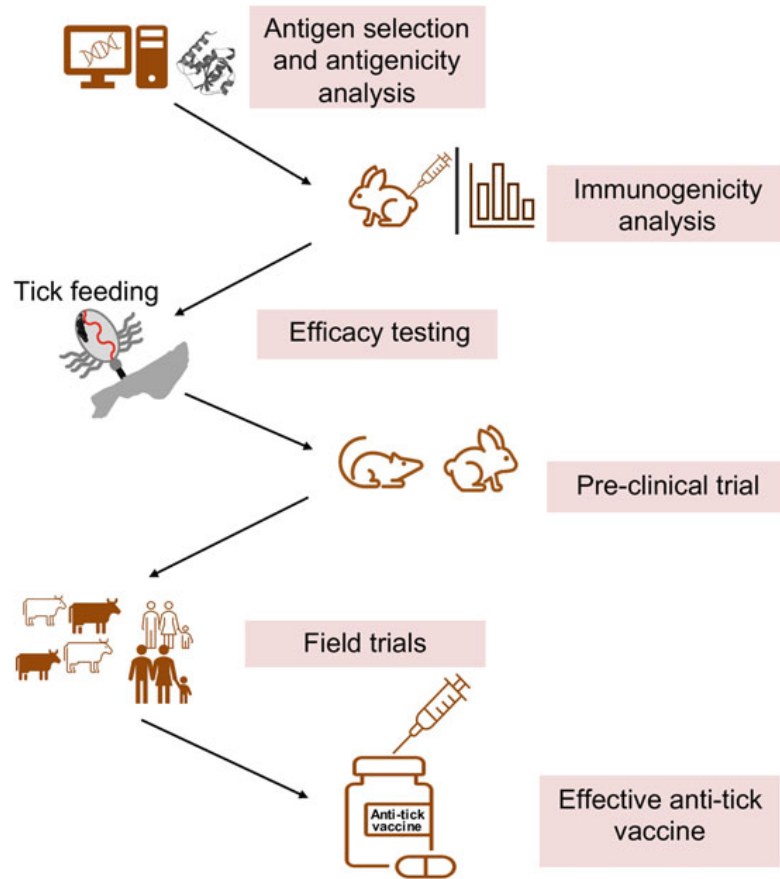 Antigen selection
and antigenicity
analysis
Immunogenicity
analysis
Tick feeding
Efficacy testing
Pre-clinical trial
Field trials
Anti-tick
vaccine
Effective anti-tick
vaccine